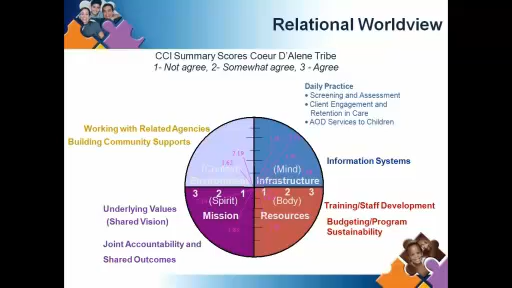 Relational Worldview
CCI Summary Scores Coeur D'Alene Tribe
1- Not agree, 2- Somewhat agree, 3 - Agree
Daily Practice
• Screening and Assessment
• Client Engagement and
Retention in Care
• AOD Services to Children
Working with Related Agencies
Building Community Supports
Information Systems
(Mind)
Infrastructure
3 2 1
1 2 3
(Spirit)
Mission
(Body)
Resources
Underlying Values
(Shared Vision)
Training/Staff Development
Budgeting/Program
Sustainability
Joint Accountability and
Shared Outcomes